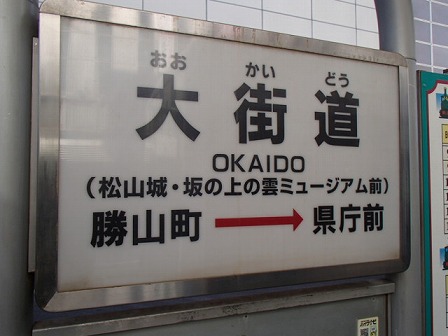 おお かい どう
大街道
OKAIDO
（松山城・坂の上の雲ミュージアム前）
勝山町 → 県庁前